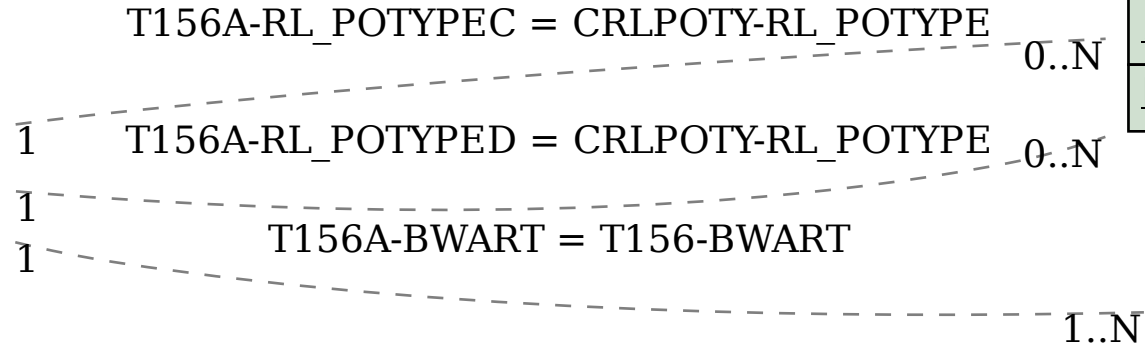 T156A-RL_POTYPEC = CRLPOTY-RL_POTYPE
0..N
1
T156A-RL_POTYPED = CRLPOTY-RL_POTYPE
0..N
1
T156A-BWART = T156-BWART
1
1..N